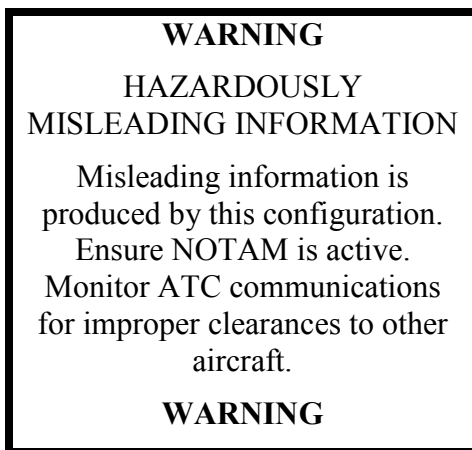 WARNING
HAZARDOUSLY
MISLEADING INFORMATION
Misleading information is
produced by this configuration.
Ensure NOTAM is active.
Monitor ATC communications
for improper clearances to other
aircraft.
WARNING